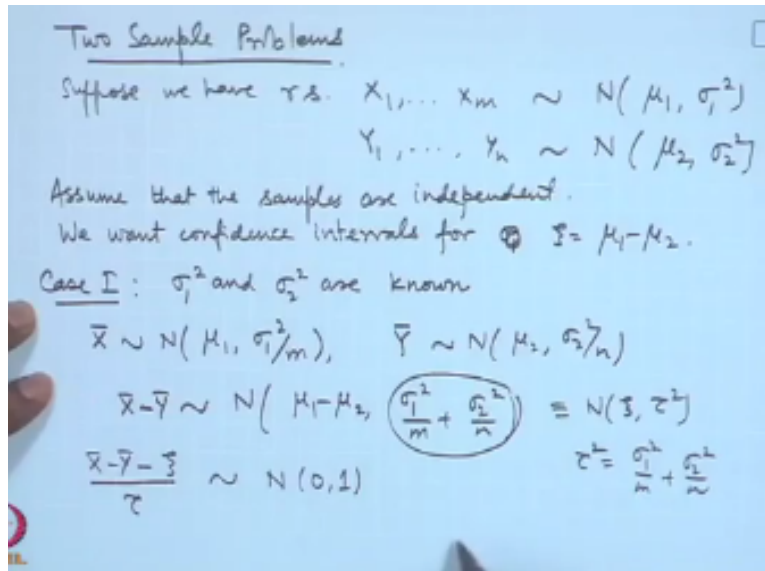 Two Sample Problems
Suppose we have r.s. X₁, ... Xm ~ N(μ₁, σ₁²)
Y₁, ..., Yn ~ N(μ₂, σ₂²)
Assume that the samples are independent.
We want confidence intervals for ξ = μ₁-μ₂.
Case I : σ₁² and σ₂² are known
X̄ ~ N(μ₁, σ₁²/m), Ȳ ~ N(μ₂, σ₂²/n)
X̄-Ȳ ~ N(μ₁-μ₂, σ₁²/m + σ₂²/n) ≡ N(ξ, τ²)
(X̄-Ȳ-ξ)/τ ~ N(0,1) τ² = σ₁²/m + σ₂²/n